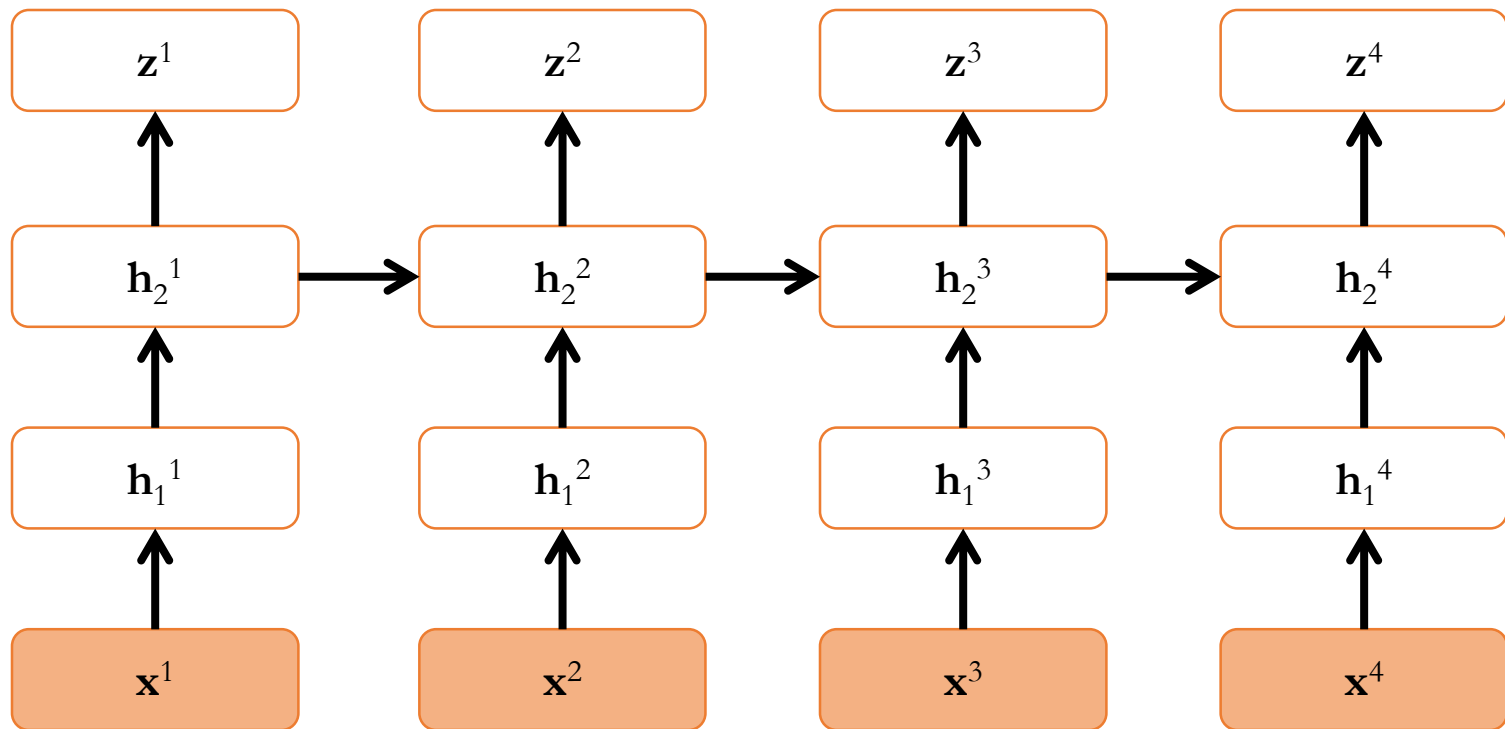 z¹ z² z³ z⁴
h₂¹ h₂² h₂³ h₂⁴
h₁¹ h₁² h₁³ h₁⁴
x¹ x² x³ x⁴